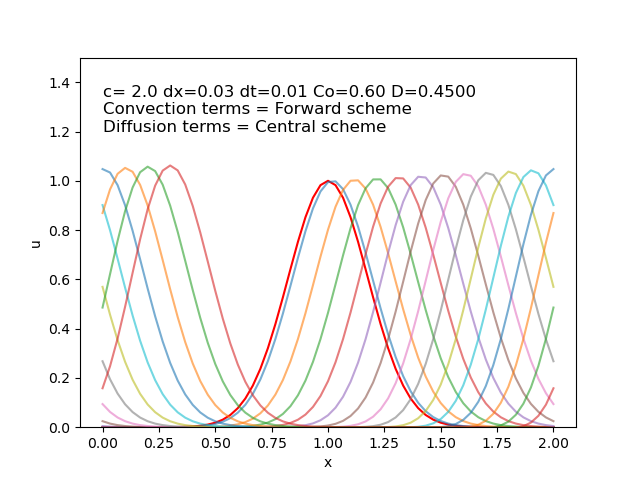 c= 2.0 dx=0.03 dt=0.01 Co=0.60 D=0.4500
Convection terms = Forward scheme
Diffusion terms = Central scheme
1.4
1.2
1.0
0.8
0.6
0.4
0.2
0.0
u
0.00 0.25 0.50 0.75 1.00 1.25 1.50 1.75 2.00
x